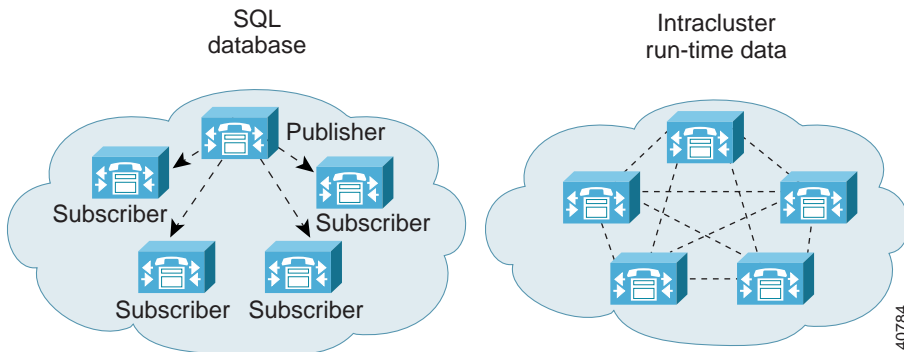 SQL
database
Intracluster
run-time data
Publisher
Subscriber
Subscriber
Subscriber
Subscriber
40784